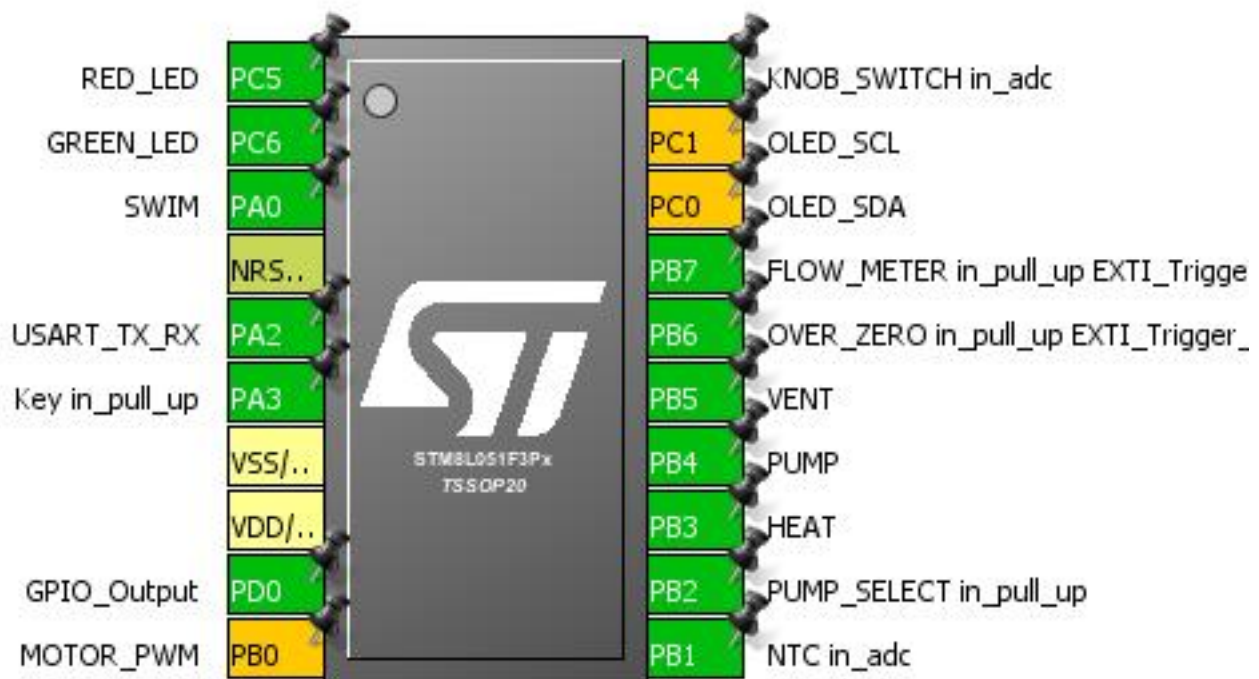 RED_LED PC5 PC4 KNOB_SWITCH in_adc
GREEN_LED PC6 PC1 OLED_SCL
SWIM PA0 PC0 OLED_SDA
NRS.. PB7 FLOW_METER in_pull_up EXTI_Trigge
USART_TX_RX PA2 PB6 OVER_ZERO in_pull_up EXTI_Trigger_
Key in_pull_up PA3 PB5 VENT
VSS/.. PB4 PUMP
ST
STM8L051F3Px
TSSOP20
VDD/.. PB3 HEAT
GPIO_Output PD0 PB2 PUMP_SELECT in_pull_up
MOTOR_PWM PB0 PB1 NTC in_adc